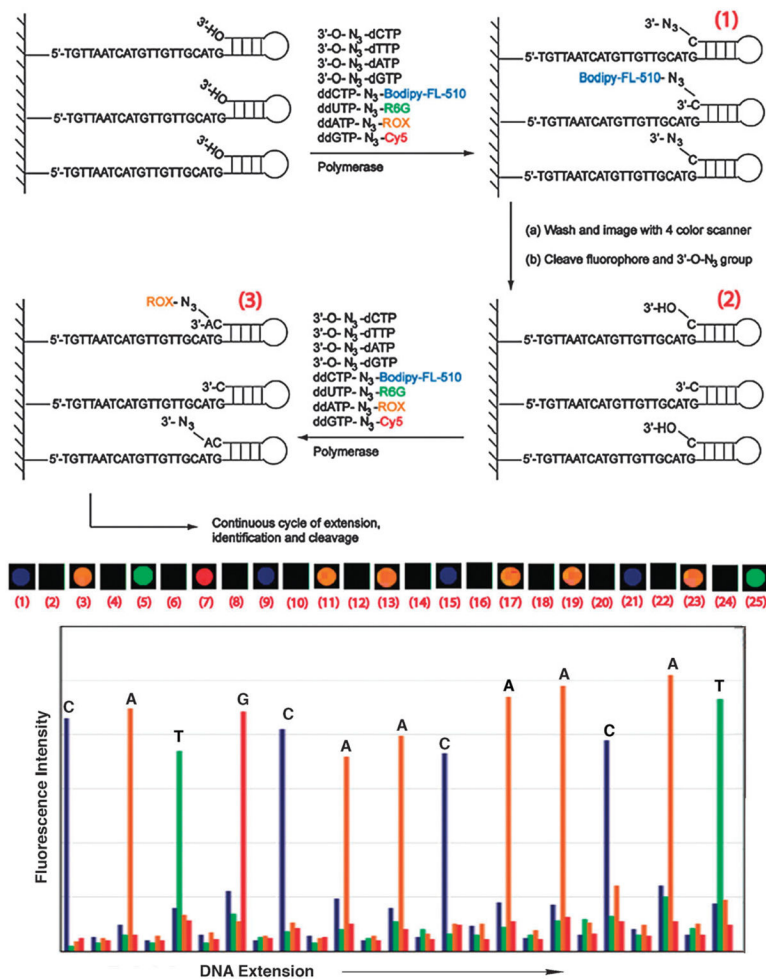 3'-HO
5'-TGTTAATCATGTTGTTGCATG
3'-HO
5'-TGTTAATCATGTTGTTGCATG
3'-HO
5'-TGTTAATCATGTTGTTGCATG
3'-O- N3-dCTP
3'-O- N3-dTTP
3'-O- N3-dATP
3'-O- N3-dGTP
ddCTP- N3-Bodipy-FL-510
ddUTP- N3-R6G
ddATP- N3-ROX
ddGTP- N3-Cy5
Polymerase
(1)
3'- N3
C
5'-TGTTAATCATGTTGTTGCATG
Bodipy-FL-510- N3
3'-C
5'-TGTTAATCATGTTGTTGCATG
3'- N3
C
5'-TGTTAATCATGTTGTTGCATG
(a) Wash and image with 4 color scanner
(b) Cleave fluorophore and 3'-O-N3 group
(2)
3'-HO
C
5'-TGTTAATCATGTTGTTGCATG
3'-C
5'-TGTTAATCATGTTGTTGCATG
3'-HO
C
5'-TGTTAATCATGTTGTTGCATG
3'-O- N3-dCTP
3'-O- N3-dTTP
3'-O- N3-dATP
3'-O- N3-dGTP
ddCTP- N3-Bodipy-FL-510
ddUTP- N3-R6G
ddATP- N3-ROX
ddGTP- N3-Cy5
Polymerase
(3)
ROX- N3
3'-AC
5'-TGTTAATCATGTTGTTGCATG
3'-C
5'-TGTTAATCATGTTGTTGCATG
3'- N3
AC
5'-TGTTAATCATGTTGTTGCATG
Continuous cycle of extension,
identification and cleavage
(1) (2) (3) (4) (5) (6) (7) (8) (9) (10) (11) (12) (13) (14) (15) (16) (17) (18) (19) (20) (21) (22) (23) (24) (25)
C A T G C A A C A A C A T
Fluorescence Intensity
DNA Extension